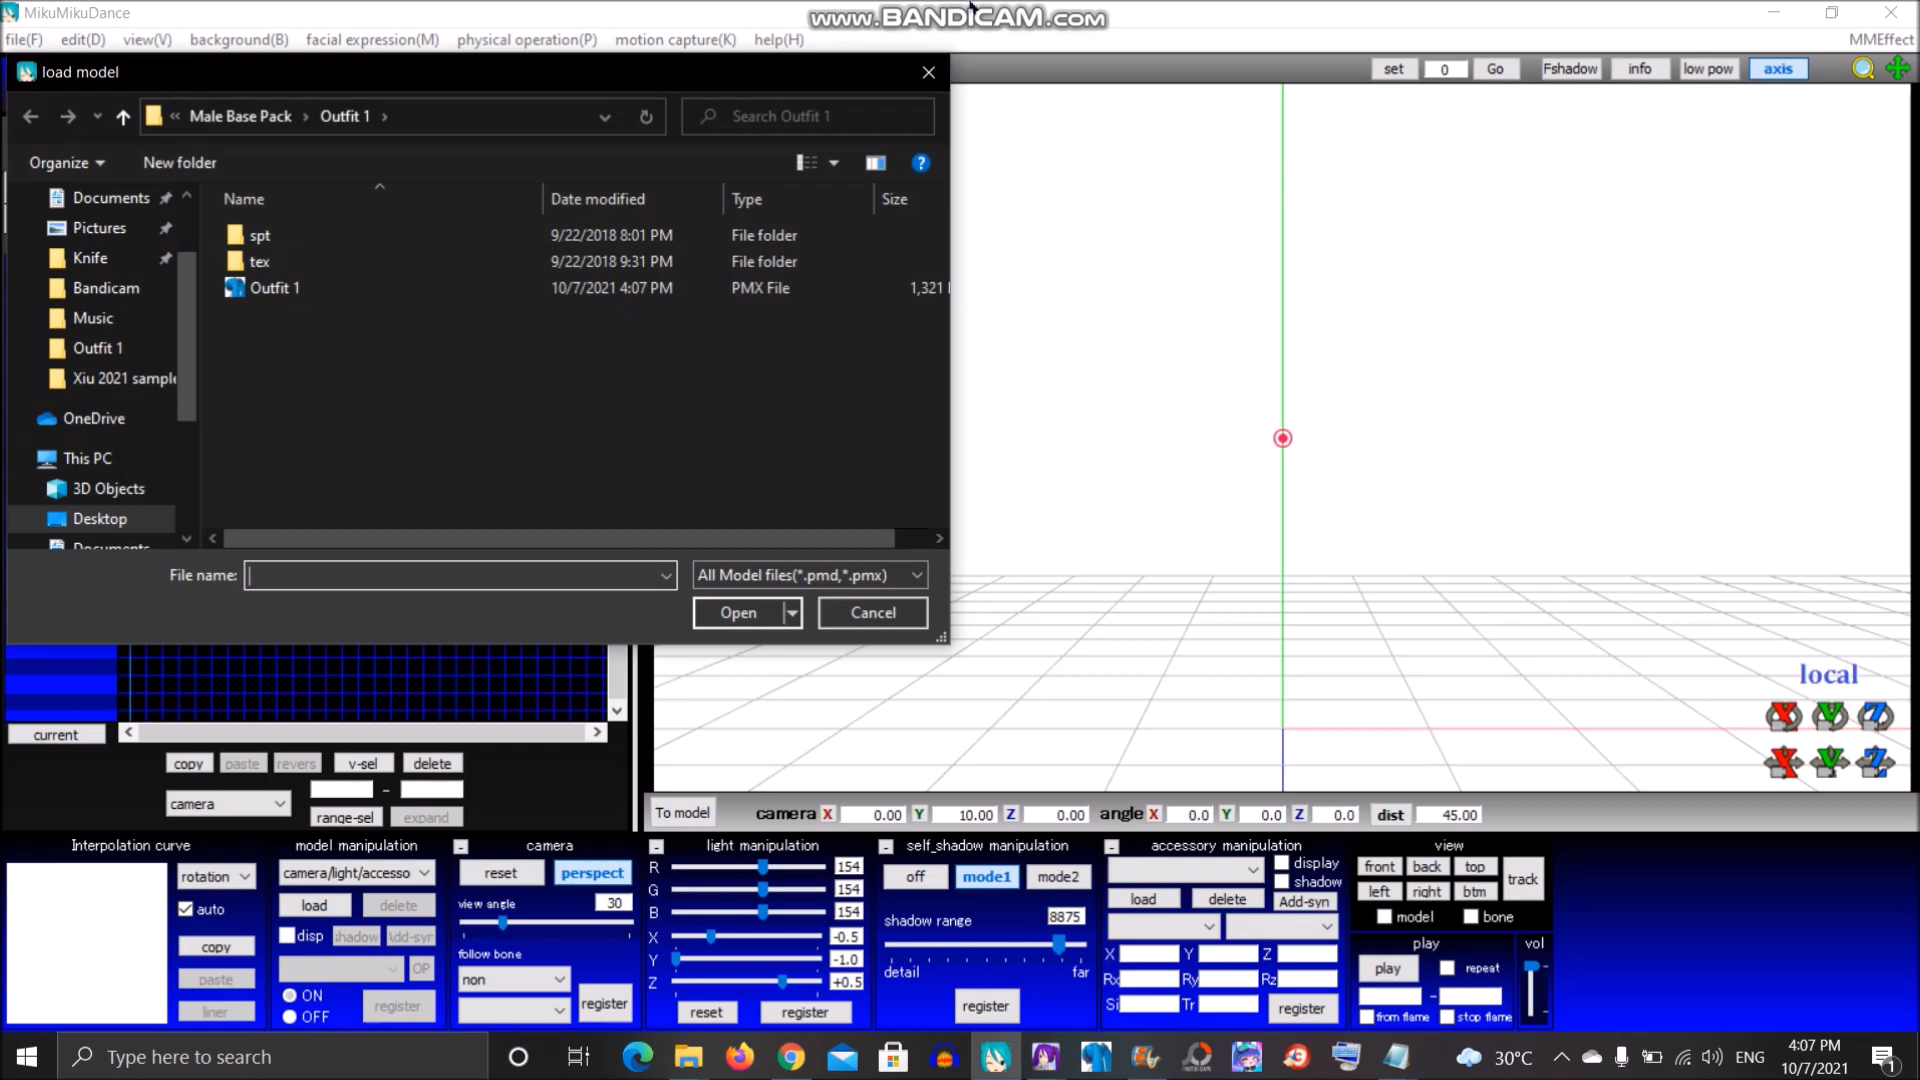 MikuMikuDance
www.BANDICAM.com
file(F) edit(D) view(V) background(B) facial expression(M) physical operation(P) motion capture(K) help(H) MMEffect
load model
set 0 Go Fshadow info low pow axis
« Male Base Pack › Outfit 1 ›
Search Outfit 1
Organize New folder
Name Date modified Type Size
Documents
Pictures
Knife
Bandicam
Music
Outfit 1
Xiu 2021 sample
OneDrive
This PC
3D Objects
Desktop
Documents
spt 9/22/2018 8:01 PM File folder
tex 9/22/2018 9:31 PM File folder
Outfit 1 10/7/2021 4:07 PM PMX File 1,321
File name: All Model files(*.pmd,*.pmx)
Open Cancel
local
X Y Z
X Y Z
current
copy paste revers v-sel delete
-
camera range-sel expand
To model camera X 0.00 Y 10.00 Z 0.00 angle X 0.0 Y 0.0 Z 0.0 dist 45.00
Interpolation curve
rotation
auto
copy
paste
liner
model manipulation
camera/light/accesso
load delete
disp shadow Add-syn
OP
ON
OFF
register
- camera
reset perspect
view angle 30
follow bone
non
register
- light manipulation
R 154
G 154
B 154
X -0.5
Y -1.0
Z +0.5
reset register
- self_shadow manipulation
off mode1 mode2
shadow range 8875
detail far
register
- accessory manipulation
display
shadow
load delete Add-syn
X Y Z
Rx Ry Rz
Si Tr register
view
front back top
left right btm
track
model bone
play
play repeat
-
from flame stop flame
vol
Type here to search
30°C
ENG
4:07 PM
10/7/2021
1